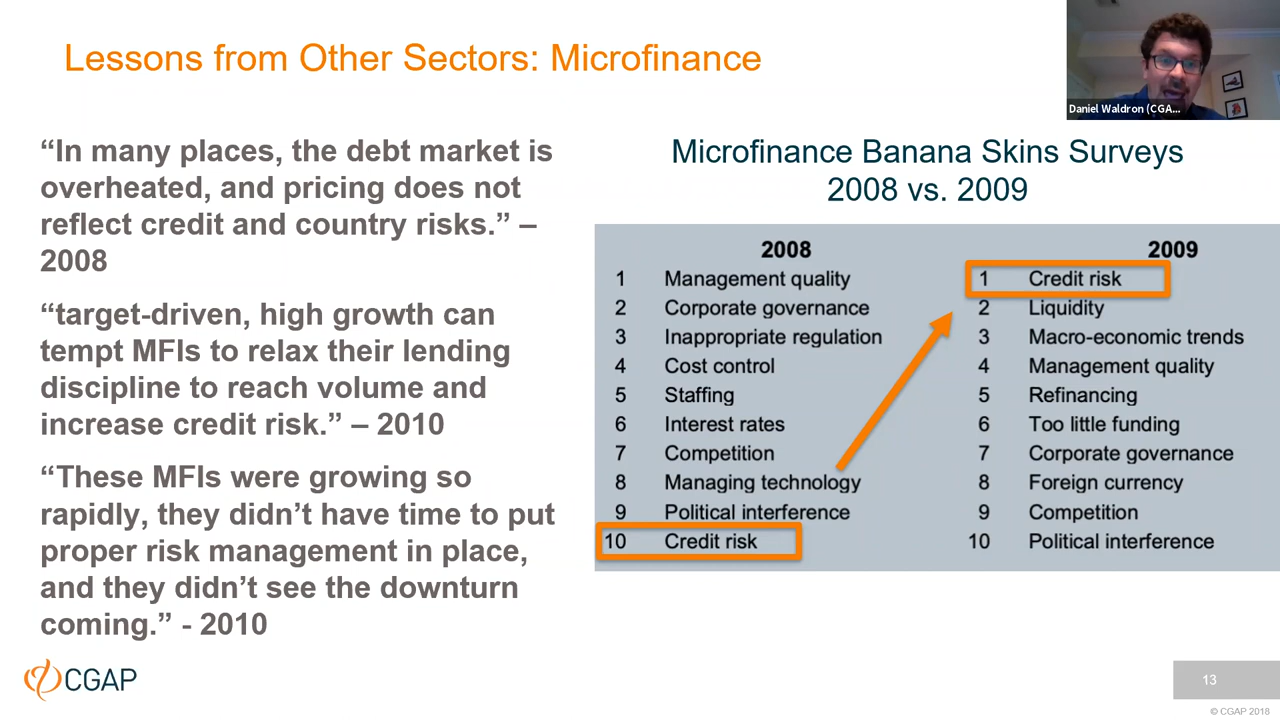 Lessons from Other Sectors: Microfinance
Daniel Waldron (CGA...
“In many places, the debt market is
overheated, and pricing does not
reflect credit and country risks.” –
2008
“target-driven, high growth can
tempt MFIs to relax their lending
discipline to reach volume and
increase credit risk.” – 2010
“These MFIs were growing so
rapidly, they didn’t have time to put
proper risk management in place,
and they didn’t see the downturn
coming.” - 2010
Microfinance Banana Skins Surveys
2008 vs. 2009
2008
1 Management quality
2 Corporate governance
3 Inappropriate regulation
4 Cost control
5 Staffing
6 Interest rates
7 Competition
8 Managing technology
9 Political interference
10 Credit risk
2009
1 Credit risk
2 Liquidity
3 Macro-economic trends
4 Management quality
5 Refinancing
6 Too little funding
7 Corporate governance
8 Foreign currency
9 Competition
10 Political interference
CGAP
13
© CGAP 2018